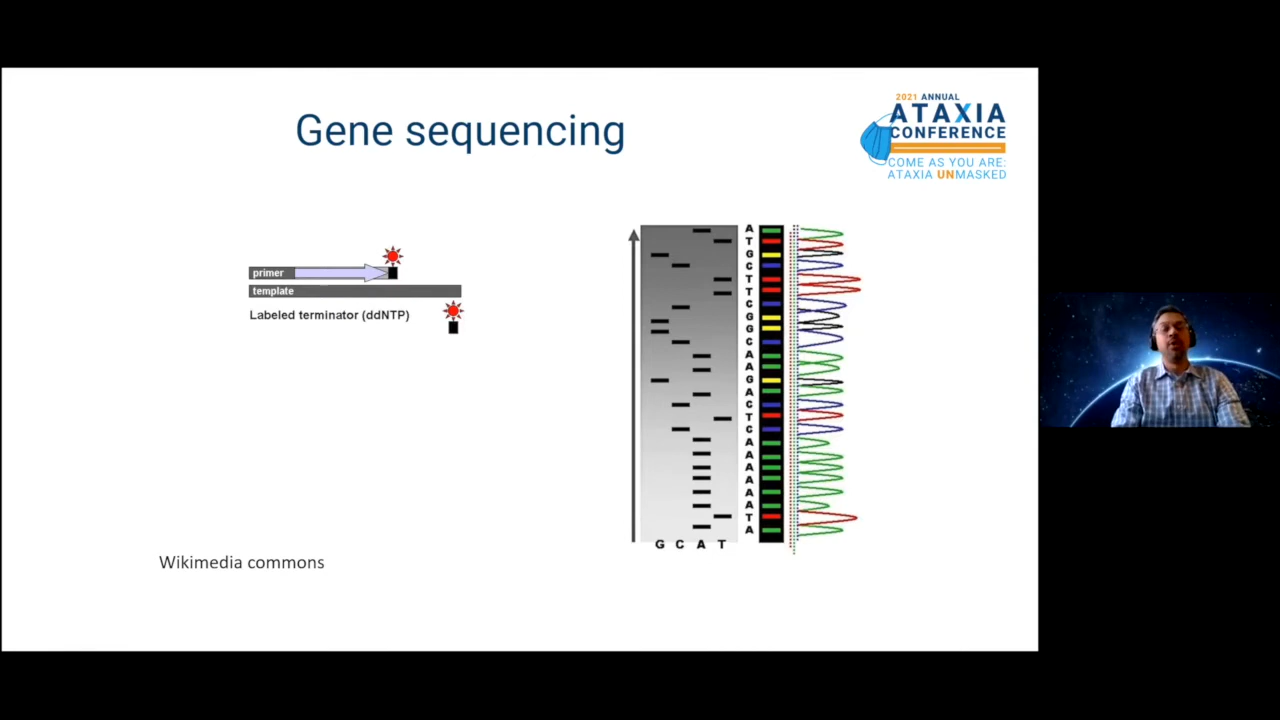 2021 ANNUAL
ATAXIA
CONFERENCE
COME AS YOU ARE:
ATAXIA UNMASKED
Gene sequencing
primer
template
Labeled terminator (ddNTP)
A
T
G
C
T
T
C
G
G
C
A
A
G
A
C
T
C
A
A
A
A
A
A
T
A
G C A T
Wikimedia commons